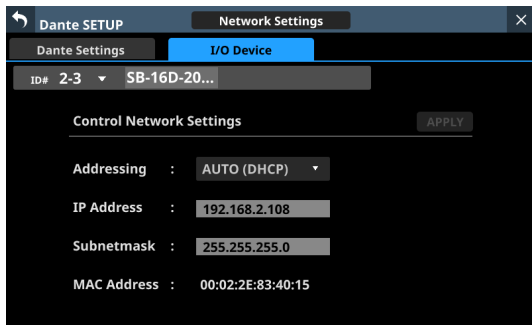 Dante SETUP
Network Settings
Dante Settings
I/O Device
ID# 2-3 SB-16D-20...
Control Network Settings
APPLY
Addressing : AUTO (DHCP)
IP Address : 192.168.2.108
Subnetmask : 255.255.255.0
MAC Address : 00:02:2E:83:40:15